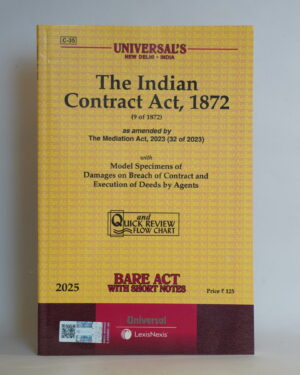 C-35
UNIVERSAL'S
NEW DELHI - INDIA
The Indian
Contract Act, 1872
(9 of 1872)
as amended by
The Mediation Act, 2023 (32 of 2023)
with
Model Specimens of
Damages on Breach of Contract and
Execution of Deeds by Agents
and
QUICK REVIEW
FLOW CHART
BARE ACT
WITH SHORT NOTES
2025
Price ₹ 125
Universal
LexisNexis